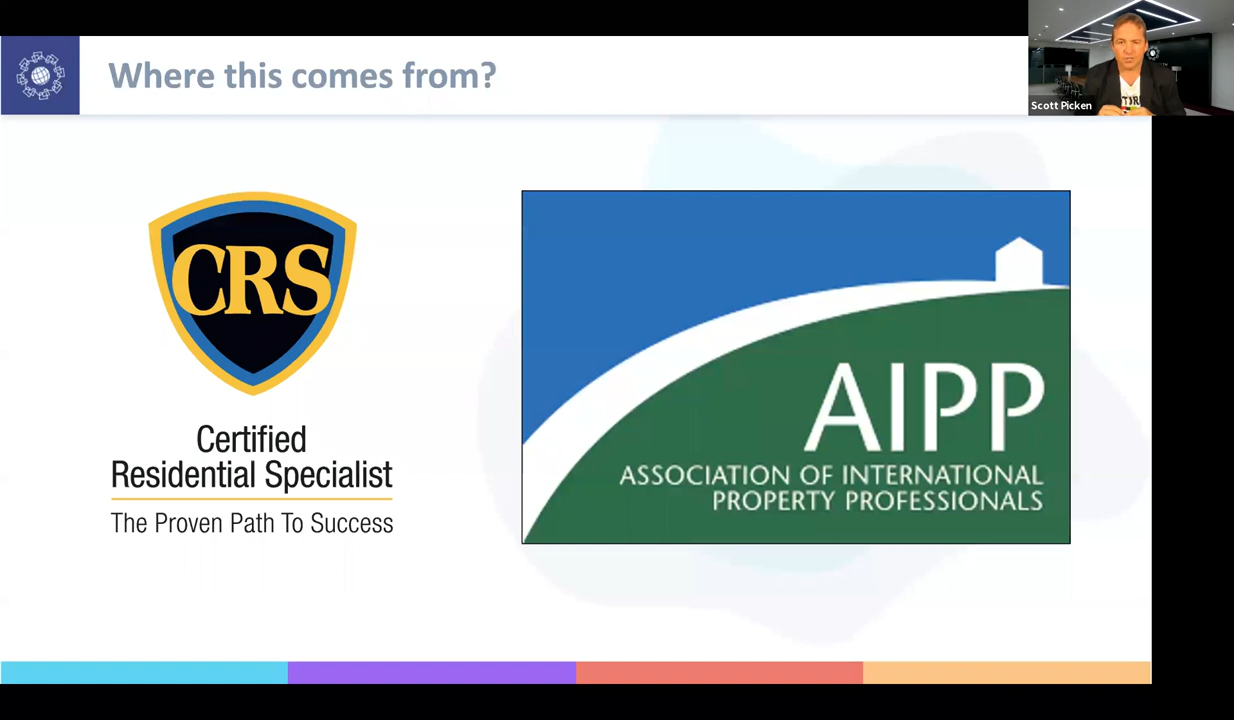 Where this comes from?
Scott Picken
CRS
Certified
Residential Specialist
The Proven Path To Success
AIPP
ASSOCIATION OF INTERNATIONAL
PROPERTY PROFESSIONALS